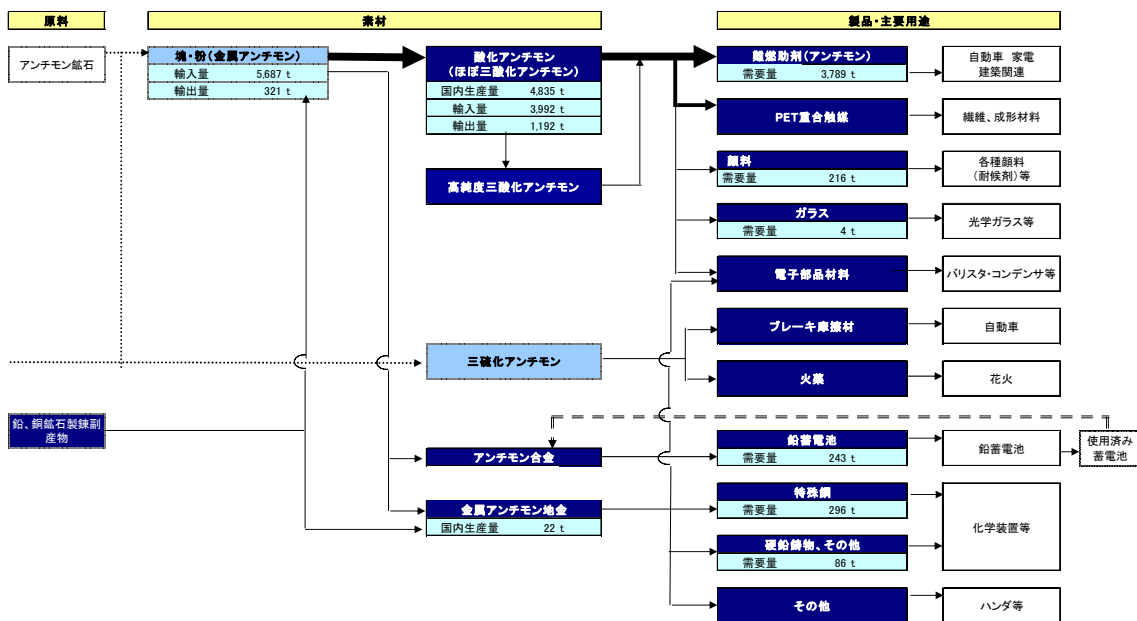 原料
素材
製品・主要用途
アンチモン鉱石
塊・粉(金属アンチモン)
輸入量 5,687 t
輸出量 321 t
酸化アンチモン
(ほぼ三酸化アンチモン)
国内生産量 4,835 t
輸入量 3,992 t
輸出量 1,192 t
高純度三酸化アンチモン
難燃助剤(アンチモン)
需要量 3,789 t
自動車 家電
建築関連
PET重合触媒
繊維、成形材料
顔料
需要量 216 t
各種顔料
(耐候剤)等
ガラス
需要量 4 t
光学ガラス等
電子部品材料
バリスタ・コンデンサ等
三硫化アンチモン
ブレーキ摩擦材
自動車
火薬
花火
鉛、銅鉱石製錬副
産物
アンチモン合金
鉛蓄電池
需要量 243 t
鉛蓄電池
使用済み
蓄電池
金属アンチモン地金
国内生産量 22 t
特殊鋼
需要量 296 t
硬鉛鋳物、その他
需要量 86 t
化学装置等
その他
ハンダ等